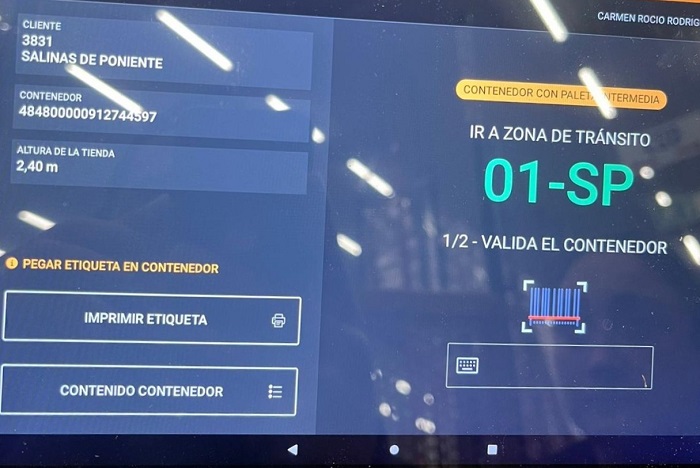 CARMEN ROCIO RODRIG
CLIENTE
3831
SALINAS DE PONIENTE
CONTENEDOR
484800000912744597
ALTURA DE LA TIENDA
2,40 m
PEGAR ETIQUETA EN CONTENEDOR
IMPRIMIR ETIQUETA
CONTENIDO CONTENEDOR
CONTENEDOR CON PALETA INTERMEDIA
IR A ZONA DE TRÁNSITO
01-SP
1/2 - VALIDA EL CONTENEDOR